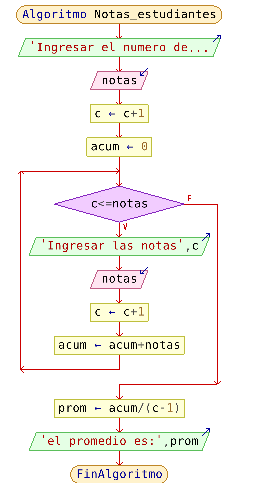 Algoritmo Notas_estudiantes
'Ingresar el numero de...
notas
c ← c+1
acum ← 0
c<=notas
F
V
'Ingresar las notas',c
notas
c ← c+1
acum ← acum+notas
prom ← acum/(c-1)
'el promedio es:',prom
FinAlgoritmo